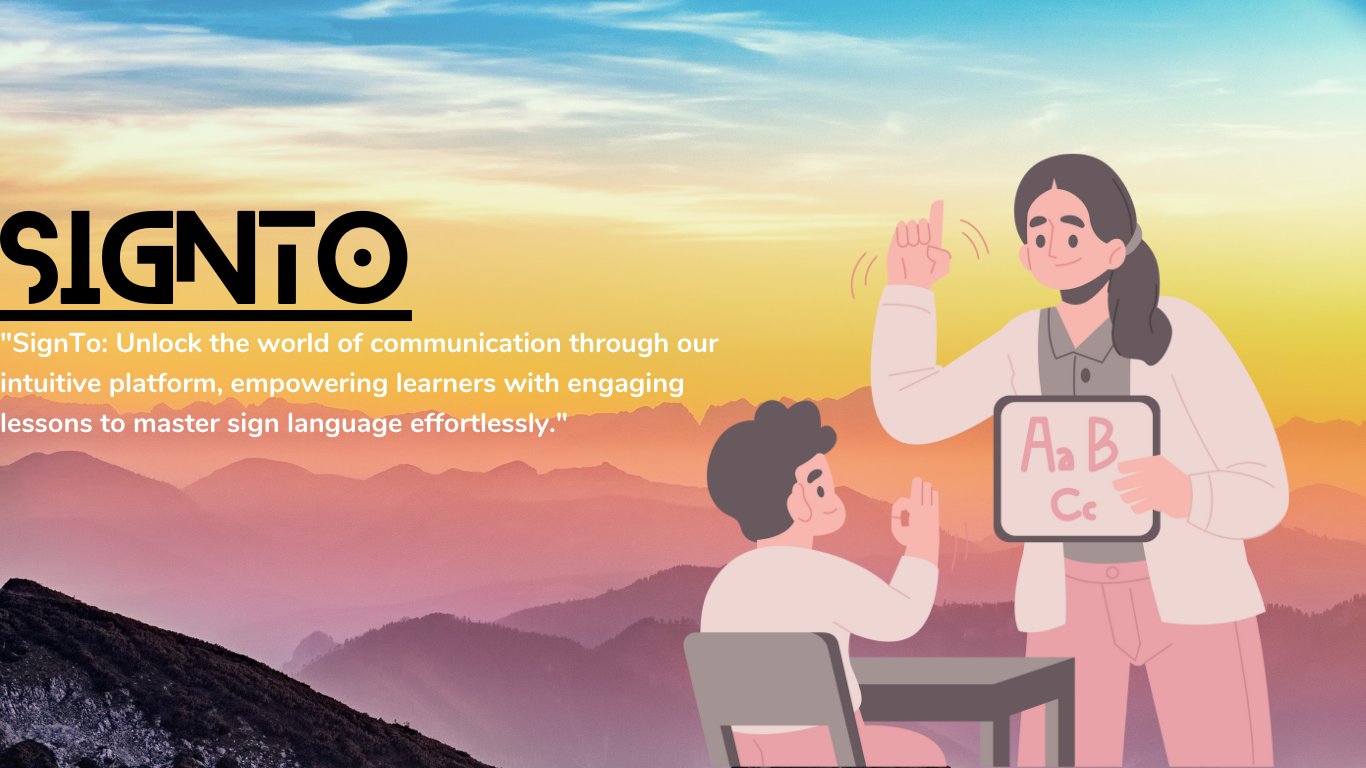 SIGNTO
"SignTo: Unlock the world of communication through our
intuitive platform, empowering learners with engaging
lessons to master sign language effortlessly."
Aa B
Cc